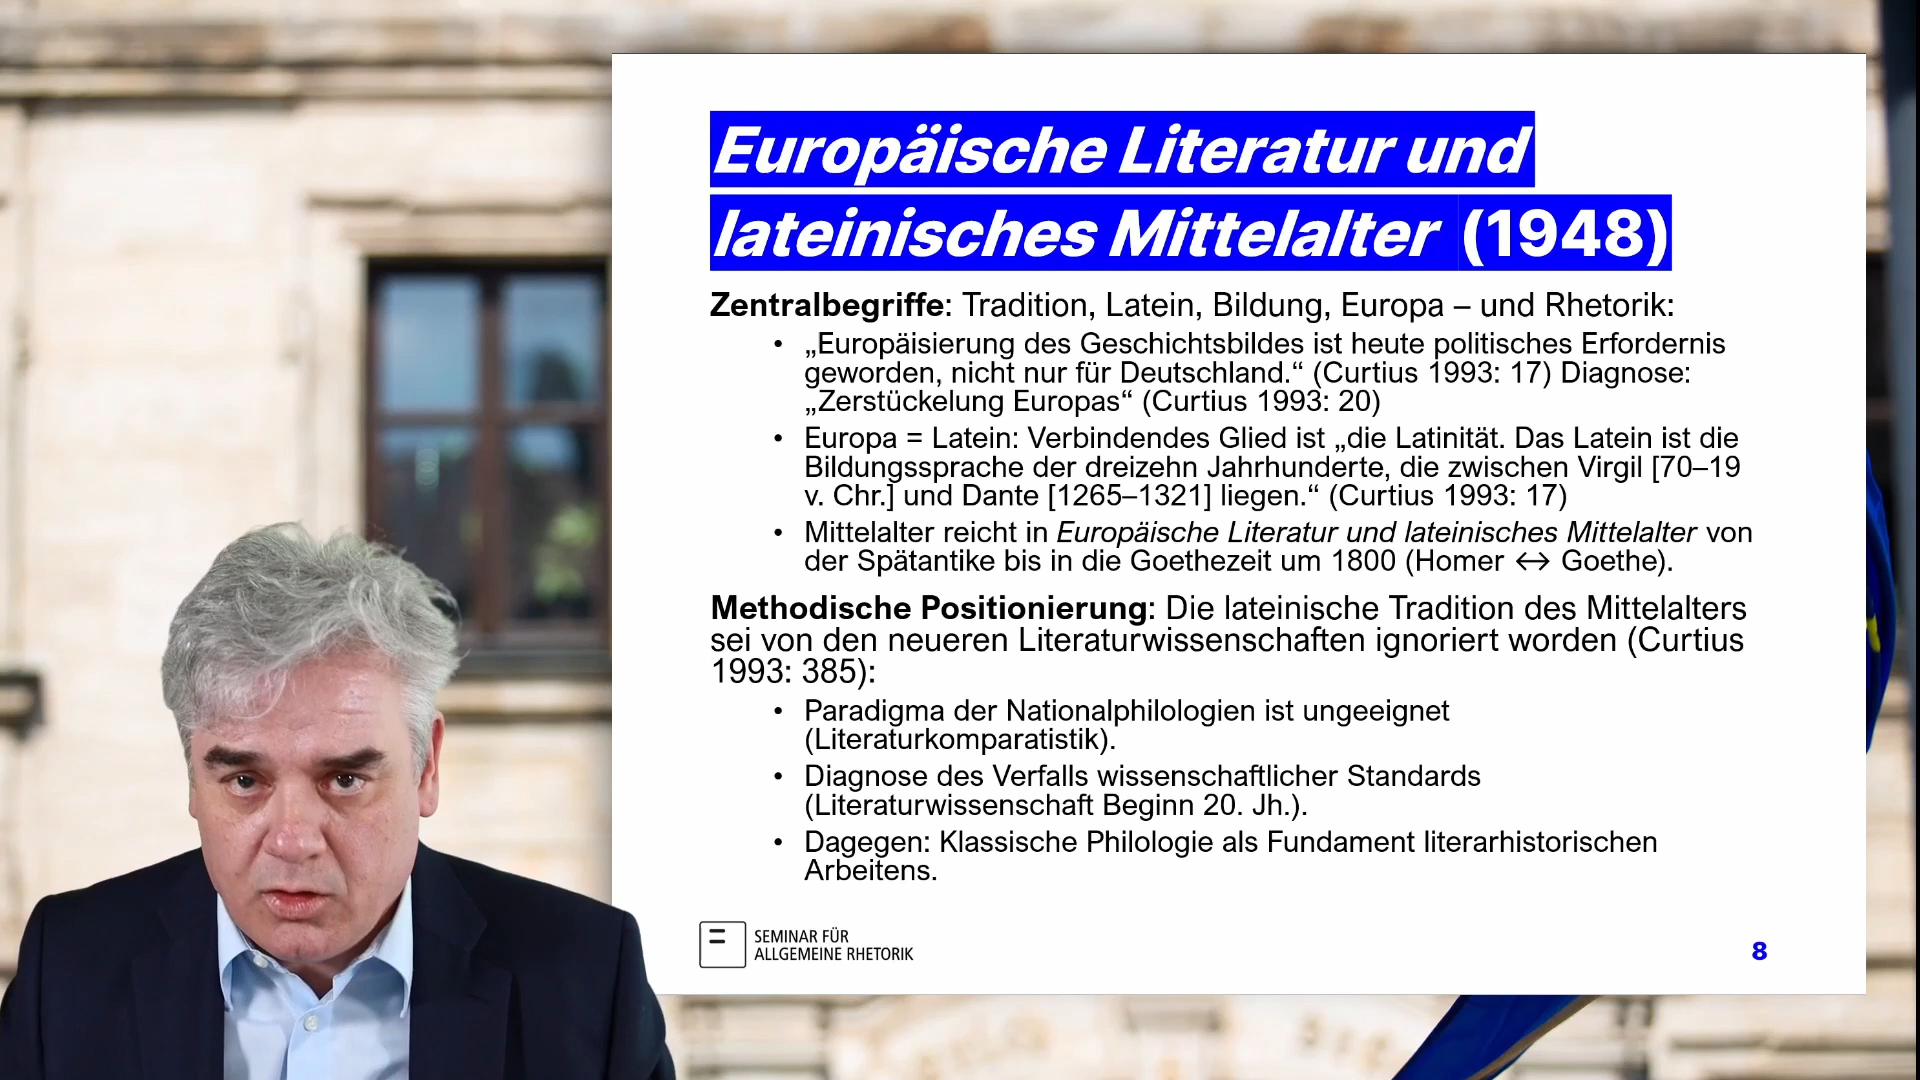 Europäische Literatur und
lateinisches Mittelalter (1948)
Zentralbegriffe: Tradition, Latein, Bildung, Europa – und Rhetorik:
• „Europäisierung des Geschichtsbildes ist heute politisches Erfordernis
geworden, nicht nur für Deutschland.“ (Curtius 1993: 17) Diagnose:
„Zerstückelung Europas“ (Curtius 1993: 20)
• Europa = Latein: Verbindendes Glied ist „die Latinität. Das Latein ist die
Bildungssprache der dreizehn Jahrhunderte, die zwischen Virgil [70–19
v. Chr.] und Dante [1265–1321] liegen.“ (Curtius 1993: 17)
• Mittelalter reicht in Europäische Literatur und lateinisches Mittelalter von
der Spätantike bis in die Goethezeit um 1800 (Homer ↔ Goethe).
Methodische Positionierung: Die lateinische Tradition des Mittelalters
sei von den neueren Literaturwissenschaften ignoriert worden (Curtius
1993: 385):
• Paradigma der Nationalphilologien ist ungeeignet
(Literaturkomparatistik).
• Diagnose des Verfalls wissenschaftlicher Standards
(Literaturwissenschaft Beginn 20. Jh.).
• Dagegen: Klassische Philologie als Fundament literarhistorischen
Arbeitens.
SEMINAR FÜR
ALLGEMEINE RHETORIK
8